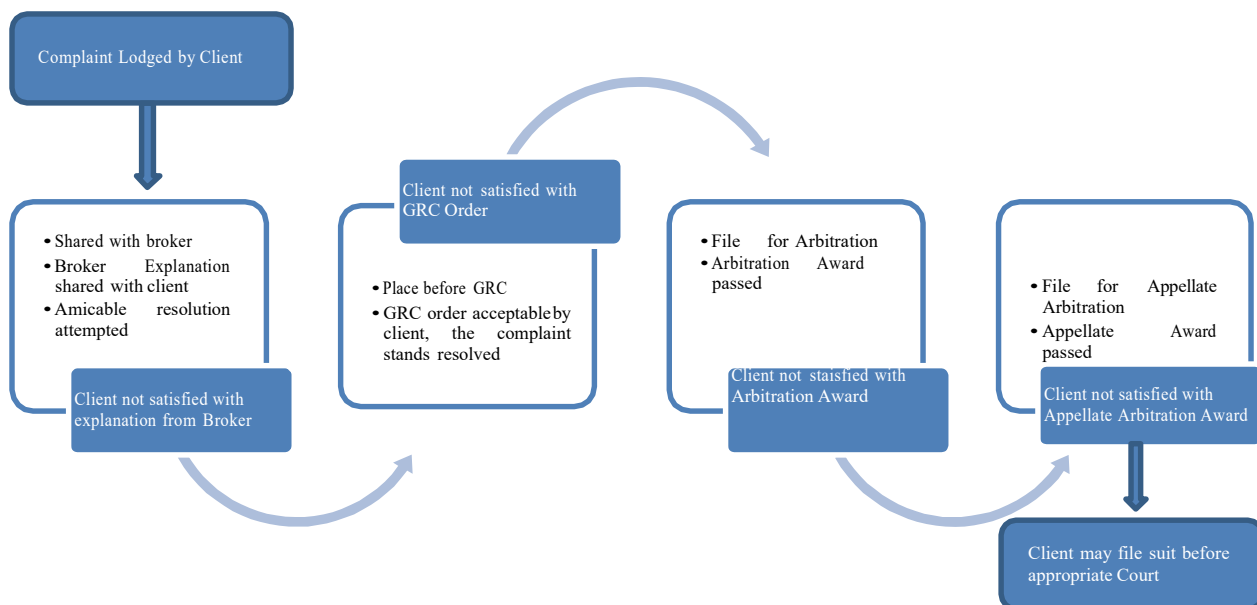 Complaint Lodged by Client
• Shared with broker
• Broker Explanation
shared with client
• Amicable resolution
attempted
Client not satisfied with
explanation from Broker
Client not satisfied with
GRC Order
• Place before GRC
• GRC order acceptable by
client, the complaint
stands resolved
• File for Arbitration
• Arbitration Award
passed
Client not staisfied with
Arbitration Award
• File for Appellate
Arbitration
• Appellate Award
passed
Client not satisfied with
Appellate Arbitration Award
Client may file suit before
appropriate Court